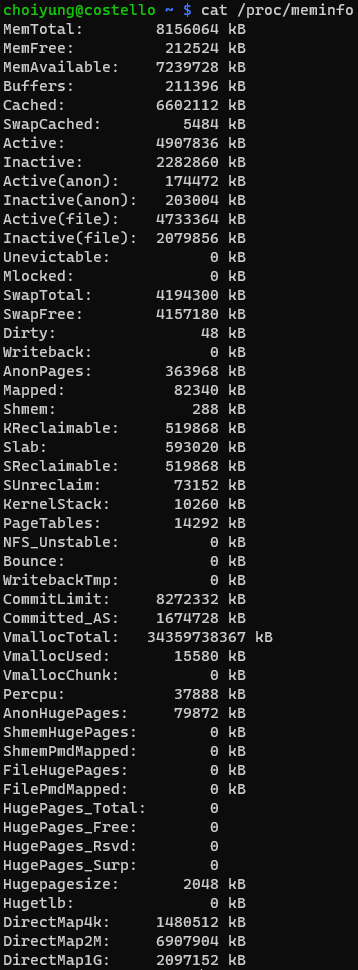 choiyung@costello ~ $ cat /proc/meminfo
MemTotal:        8156064 kB
MemFree:          212524 kB
MemAvailable:    7239728 kB
Buffers:          211396 kB
Cached:          6602112 kB
SwapCached:         5484 kB
Active:          4907836 kB
Inactive:        2282860 kB
Active(anon):     174472 kB
Inactive(anon):   203004 kB
Active(file):    4733364 kB
Inactive(file):  2079856 kB
Unevictable:           0 kB
Mlocked:               0 kB
SwapTotal:       4194300 kB
SwapFree:        4157180 kB
Dirty:                48 kB
Writeback:             0 kB
AnonPages:        363968 kB
Mapped:            82340 kB
Shmem:               288 kB
KReclaimable:     519868 kB
Slab:             593020 kB
SReclaimable:     519868 kB
SUnreclaim:        73152 kB
KernelStack:       10260 kB
PageTables:        14292 kB
NFS_Unstable:          0 kB
Bounce:                0 kB
WritebackTmp:          0 kB
CommitLimit:     8272332 kB
Committed_AS:    1674728 kB
VmallocTotal:   34359738367 kB
VmallocUsed:       15580 kB
VmallocChunk:          0 kB
Percpu:            37888 kB
AnonHugePages:     79872 kB
ShmemHugePages:        0 kB
ShmemPmdMapped:        0 kB
FileHugePages:         0 kB
FilePmdMapped:         0 kB
HugePages_Total:       0
HugePages_Free:        0
HugePages_Rsvd:        0
HugePages_Surp:        0
Hugepagesize:       2048 kB
Hugetlb:               0 kB
DirectMap4k:     1480512 kB
DirectMap2M:     6907904 kB
DirectMap1G:     2097152 kB